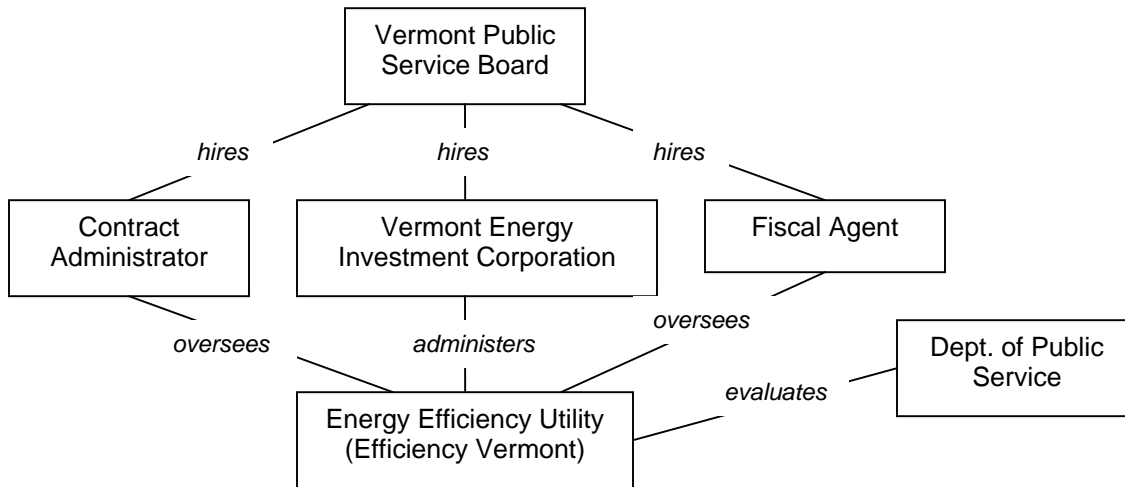 Vermont Public
Service Board
hires
hires
hires
Contract
Administrator
Vermont Energy
Investment Corporation
Fiscal Agent
oversees
administers
oversees
Dept. of Public
Service
evaluates
Energy Efficiency Utility
(Efficiency Vermont)